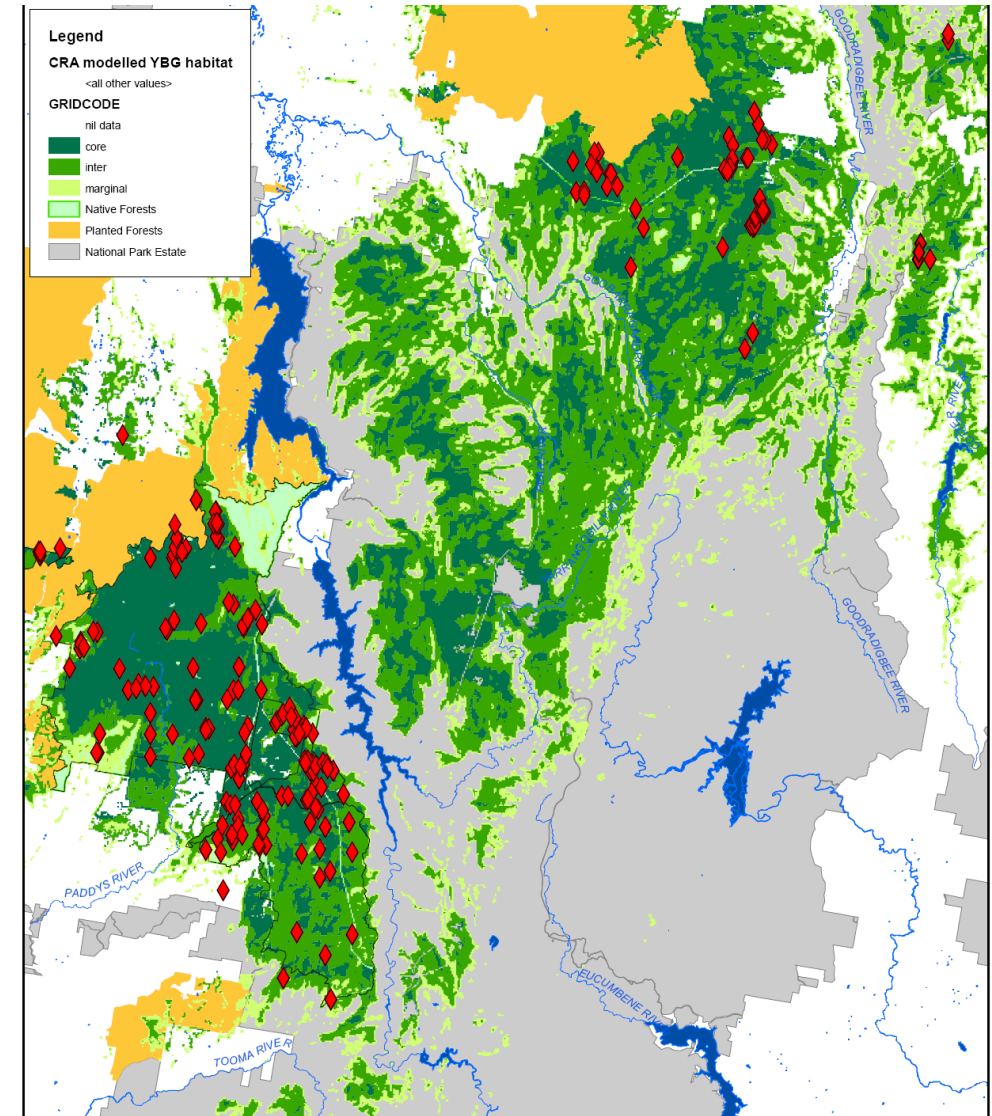 Legend
CRA modelled YBG habitat
<all other values>
GRIDCODE
nil data
core
inter
marginal
Native Forests
Planted Forests
National Park Estate
GOODRADIGBEE RIVER
GOODRADIGBEE RIVER
PADDYS RIVER
EUCUMBENE
TOOMA RIVER